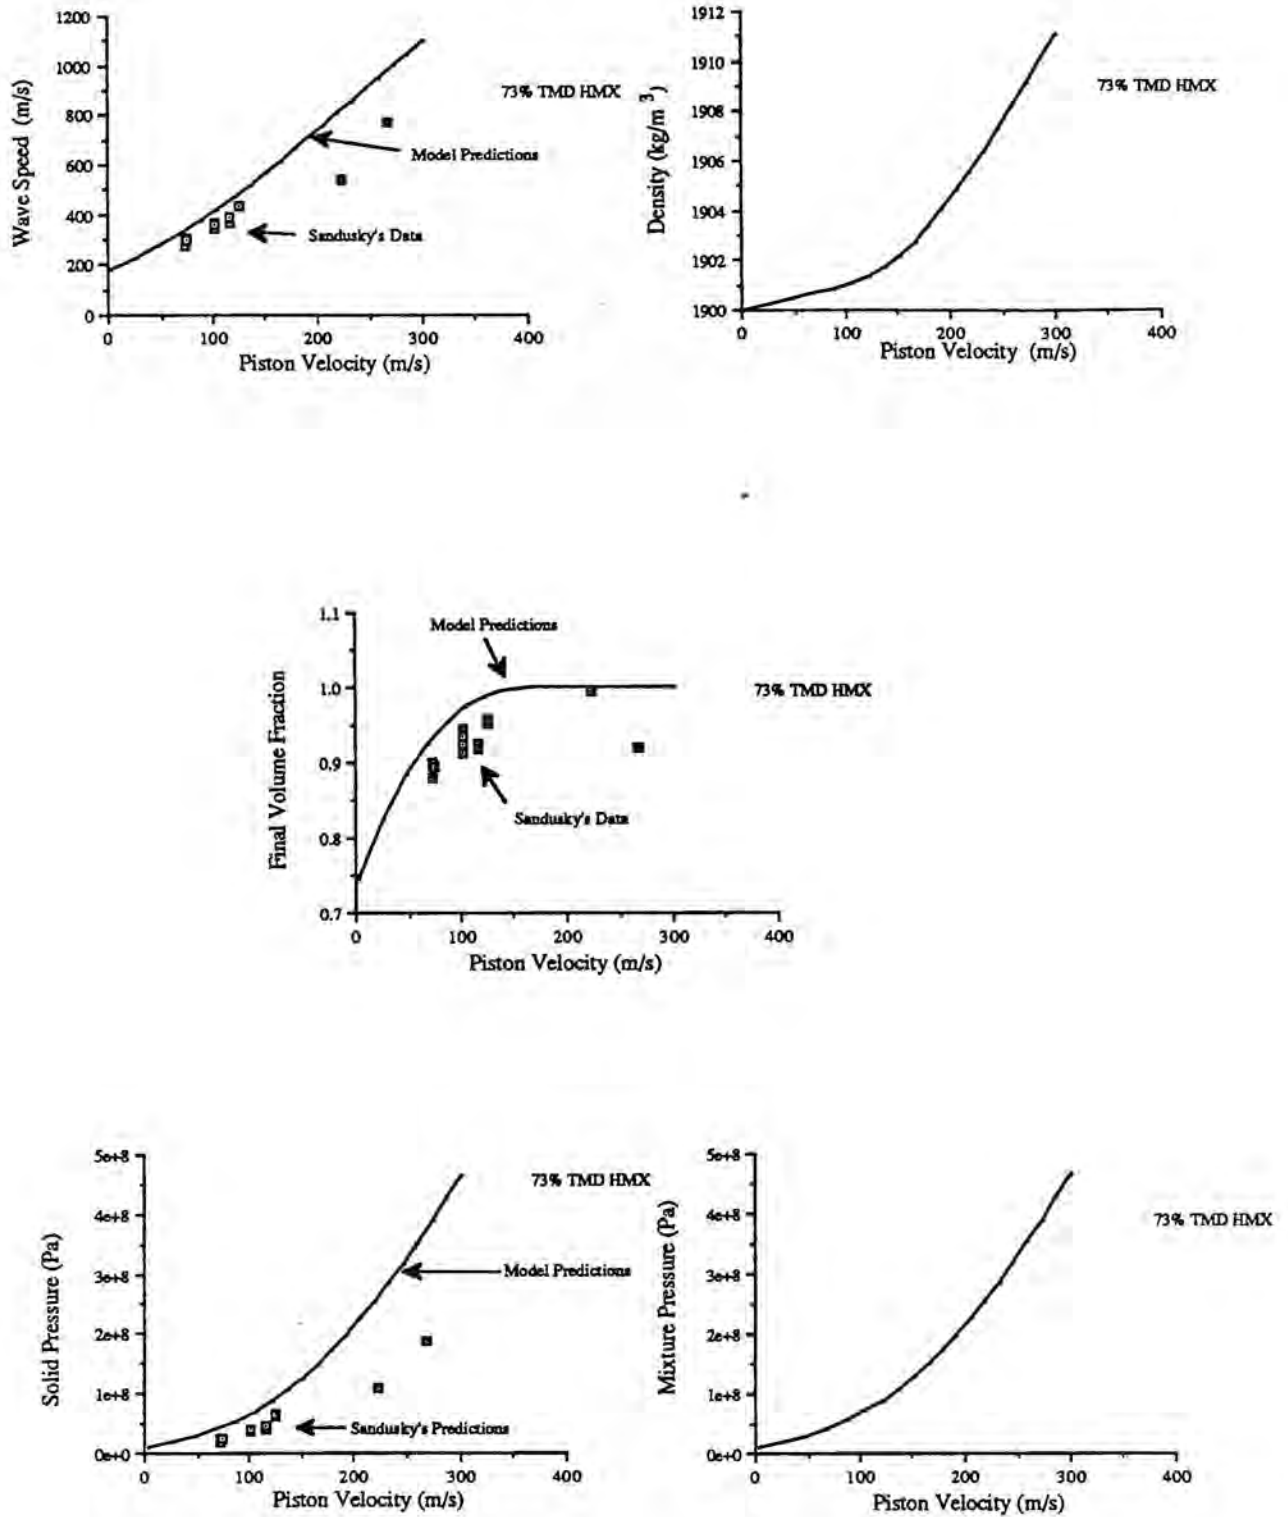 1200
1000
800
600
400
200
0
Wave Speed (m/s)
73% TMD HMX
Model Predictions
Sandusky's Data
0 100 200 300 400
Piston Velocity (m/s)
1912
1910
1908
1906
1904
1902
1900
Density (kg/m³)
73% TMD HMX
0 100 200 300 400
Piston Velocity (m/s)
1.1
1.0
0.9
0.8
0.7
Final Volume Fraction
Model Predictions
73% TMD HMX
Sandusky's Data
0 100 200 300 400
Piston Velocity (m/s)
5e+8
4e+8
3e+8
2e+8
1e+8
0e+0
Solid Pressure (Pa)
73% TMD HMX
Model Predictions
Sandusky's Predictions
0 100 200 300 400
Piston Velocity (m/s)
5e+8
4e+8
3e+8
2e+8
1e+8
0e+0
Mixture Pressure (Pa)
73% TMD HMX
0 100 200 300 400
Piston Velocity (m/s)